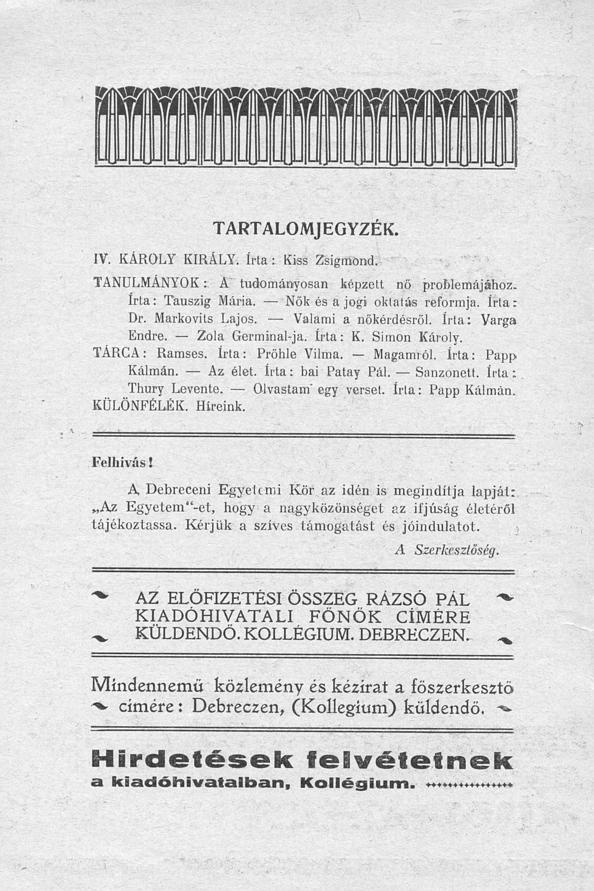 TARTALOMJEGYZÉK.
IV. KÁROLY KIRÁLY. Írta: Kiss Zsigmond.
TANULMÁNYOK: A tudományosan képzett nő problemájához.
Írta: Tauszig Mária. — Nők és a jogi oktatás reformja. Írta:
Dr. Markovits Lajos. — Valami a nőkérdésről. Írta: Varga
Endre. — Zola Germinal-ja. Írta: K. Simon Károly.
TÁRCA: Ramses. Írta: Pröhle Vilma. — Magamról. Írta: Papp
Kálmán. — Az élet. Írta: bai Patay Pál. — Sanzonett. Írta:
Thury Levente. — Olvastam egy verset. Írta: Papp Kálmán.
KÜLÖNFÉLÉK. Híreink.
Felhivás!
A Debreceni Egyetemi Kör az idén is megindítja lapját:
„Az Egyetem“-et, hogy a nagyközönséget az ifjúság életéről
tájékoztassa. Kérjük a szíves támogatást és jóindulatot.
A Szerkesztőség.
AZ ELŐFIZETÉSI ÖSSZEG RÁZSÓ PÁL
KIADÓHIVATALI FŐNÖK CÍMÉRE
KÜLDENDŐ. KOLLÉGIUM. DEBRECZEN.
Mindennemű közlemény és kézirat a főszerkesztő
címére: Debreczen, (Kollegium) küldendő.
Hirdetések felvétetnek
a kiadóhivatalban, Kollégium.